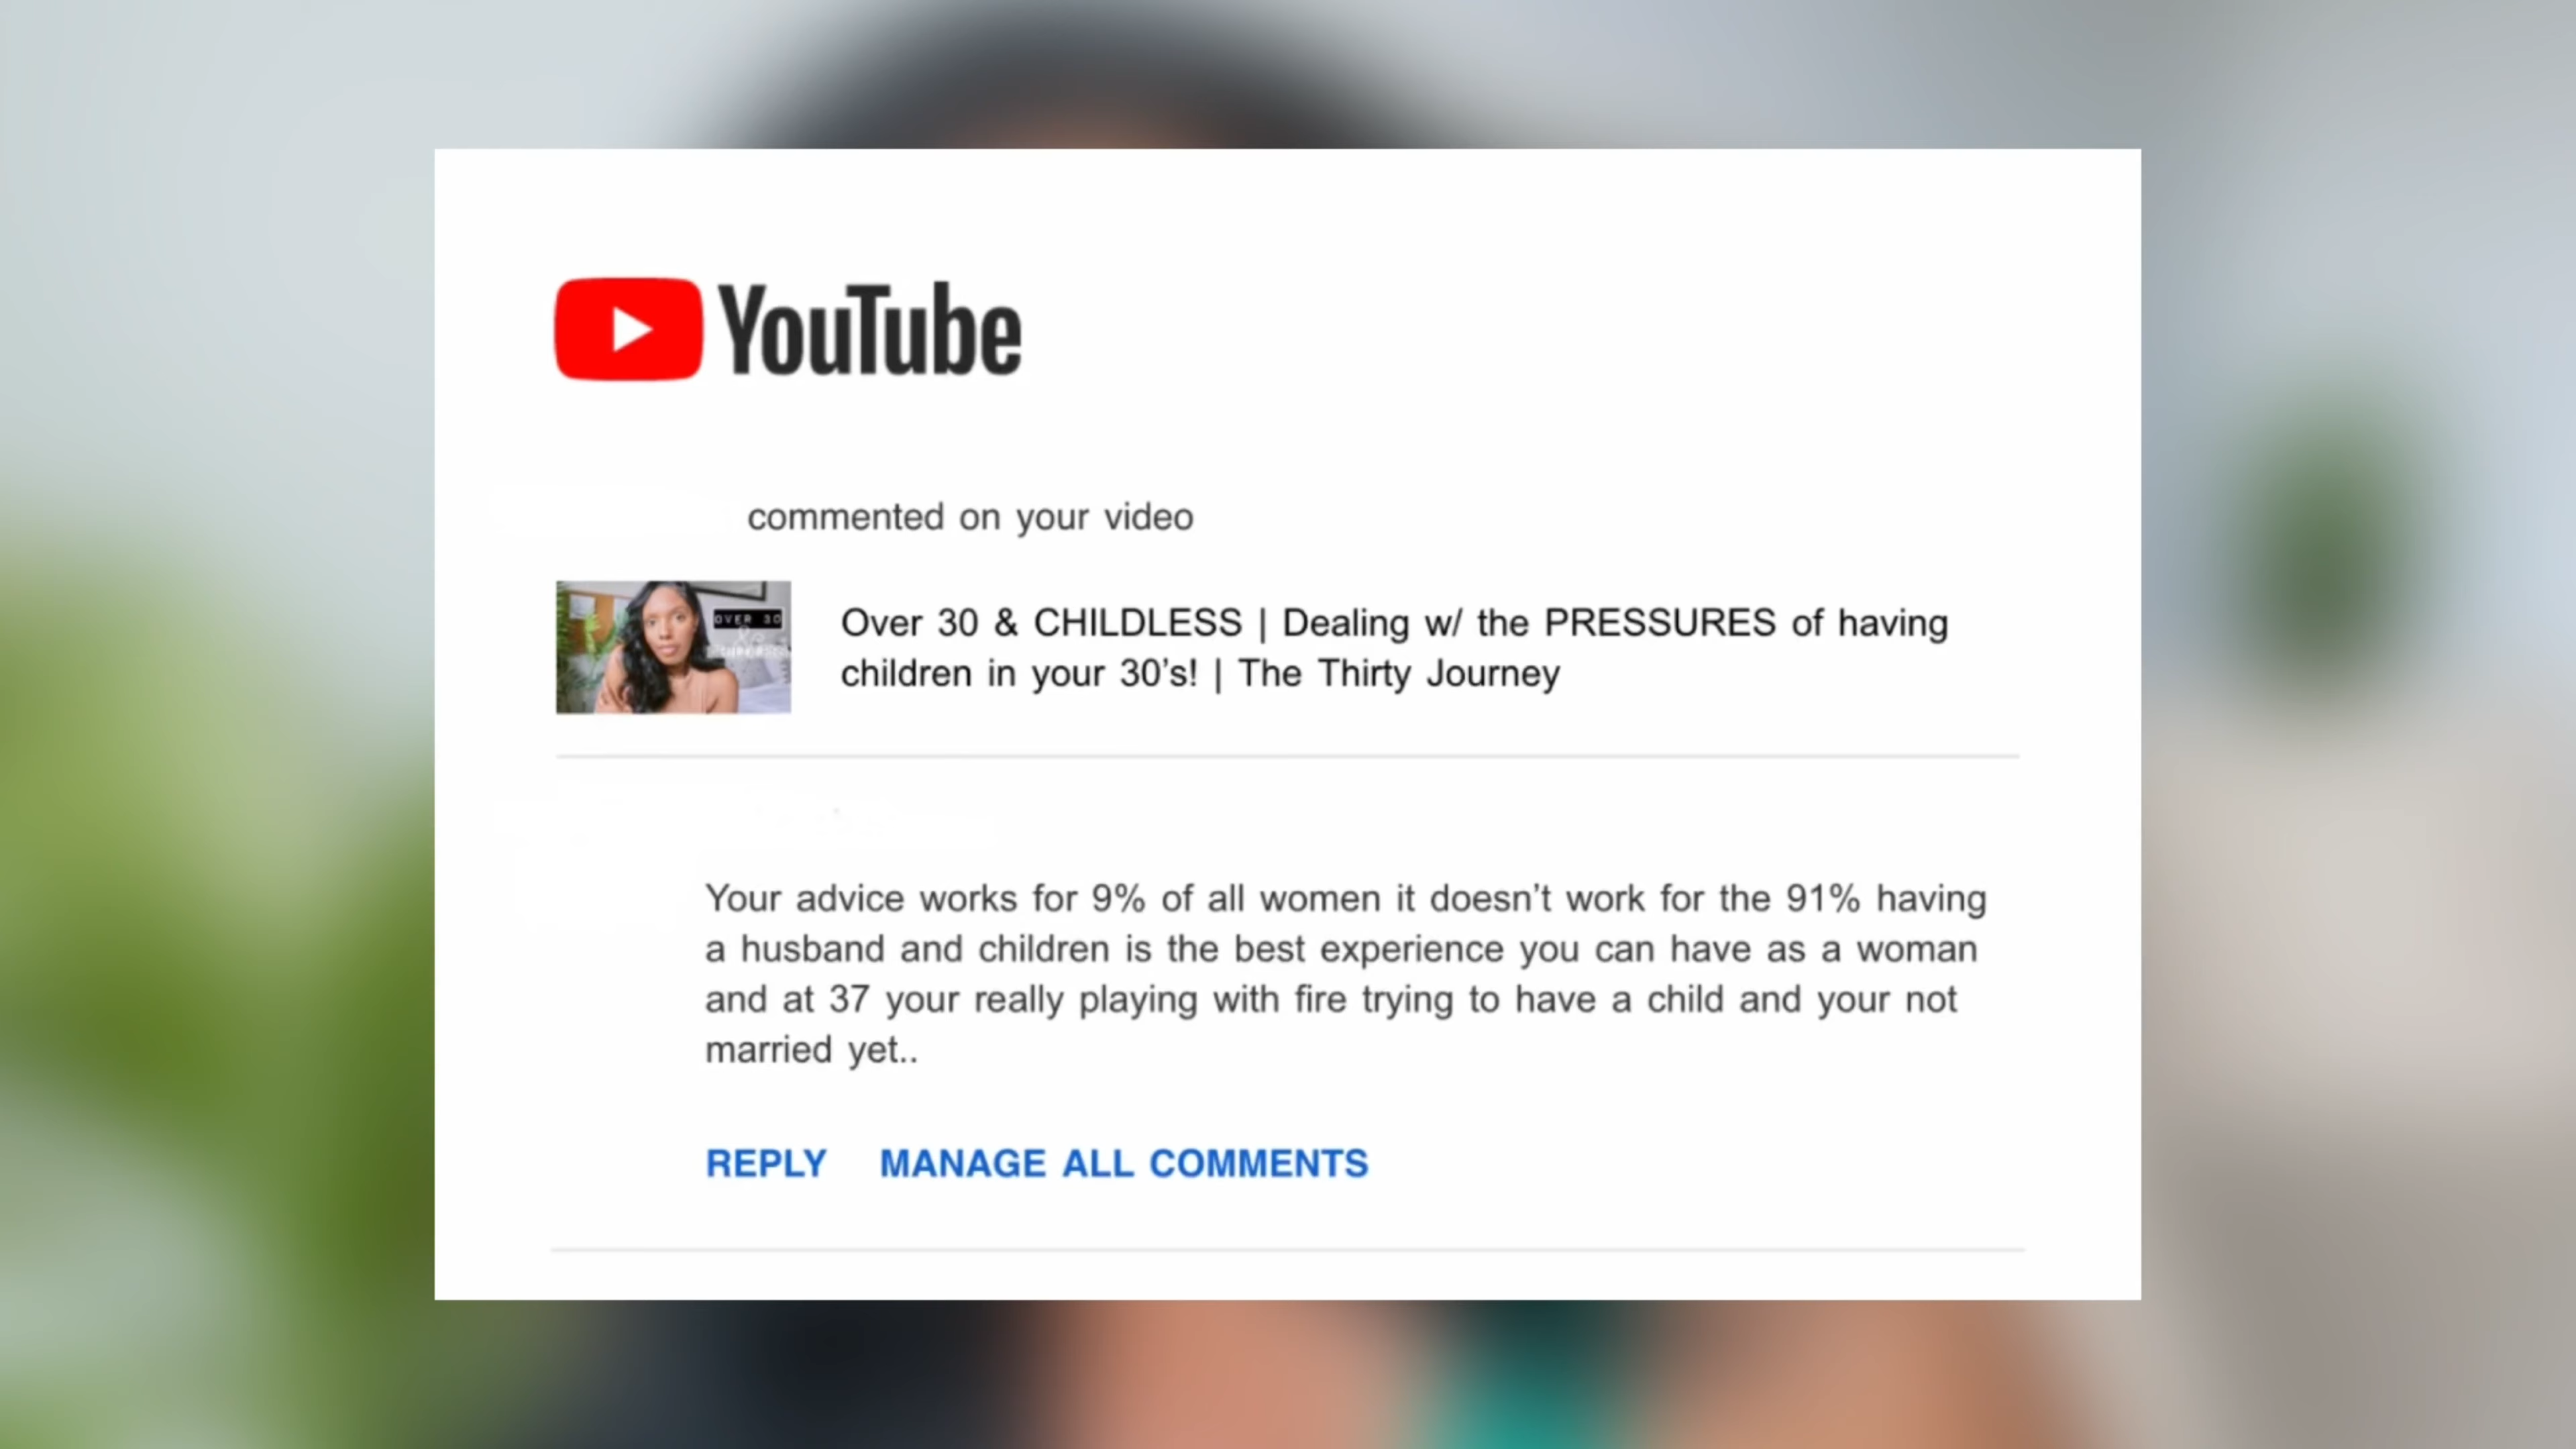 YouTube
commented on your video
OVER 30
&
Over 30 & CHILDLESS | Dealing w/ the PRESSURES of having
children in your 30's! | The Thirty Journey
Your advice works for 9% of all women it doesn't work for the 91% having
a husband and children is the best experience you can have as a woman
and at 37 your really playing with fire trying to have a child and your not
married yet..
REPLY MANAGE ALL COMMENTS